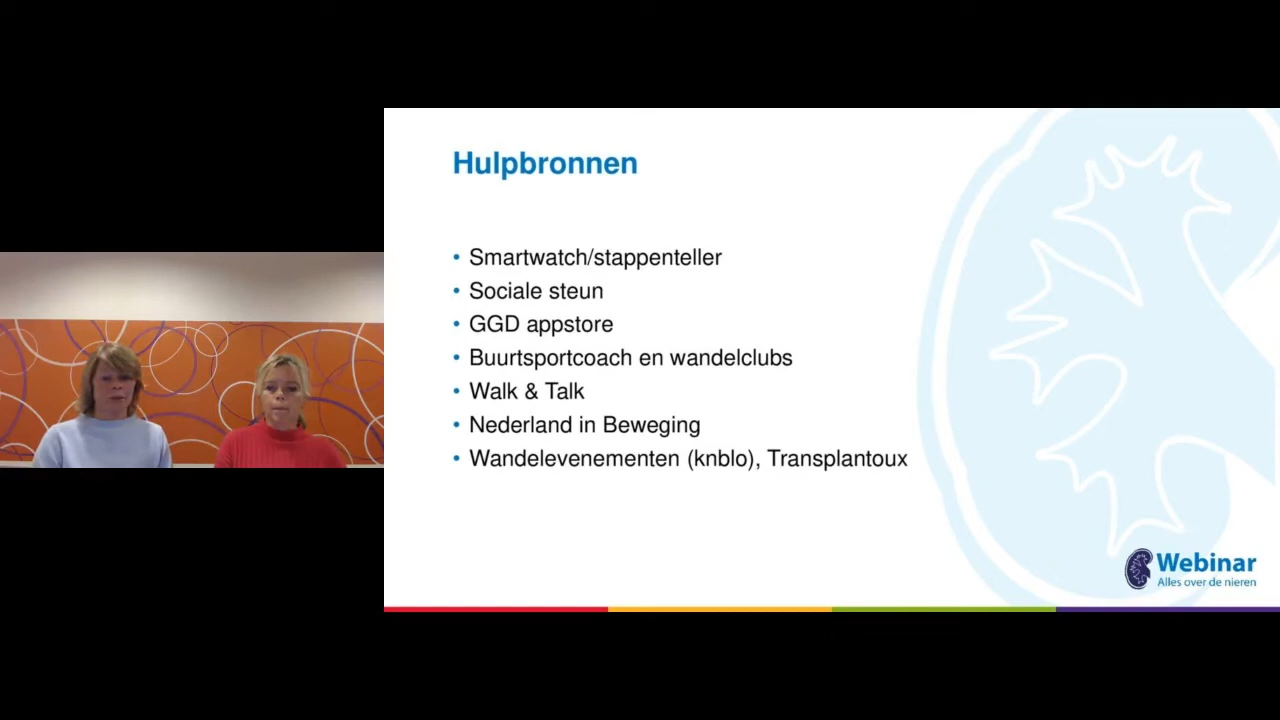 Hulpbronnen
• Smartwatch/stappenteller
• Sociale steun
• GGD appstore
• Buurtsportcoach en wandelclubs
• Walk & Talk
• Nederland in Beweging
• Wandelevenementen (knblo), Transplantoux
Webinar
Alles over de nieren